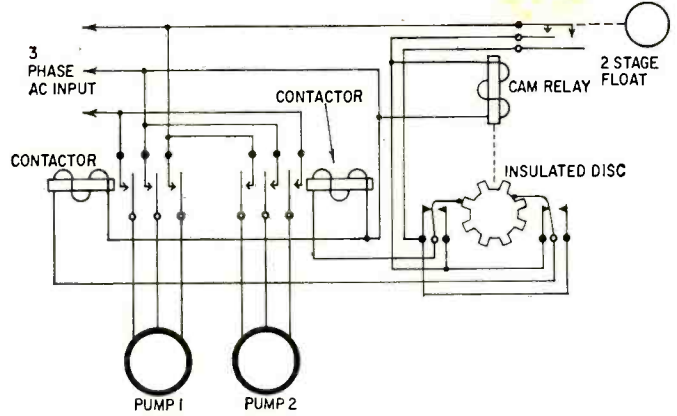 3
PHASE
AC INPUT
2 STAGE
FLOAT
CAM RELAY
CONTACTOR
CONTACTOR
INSULATED DISC
PUMP 1
PUMP 2